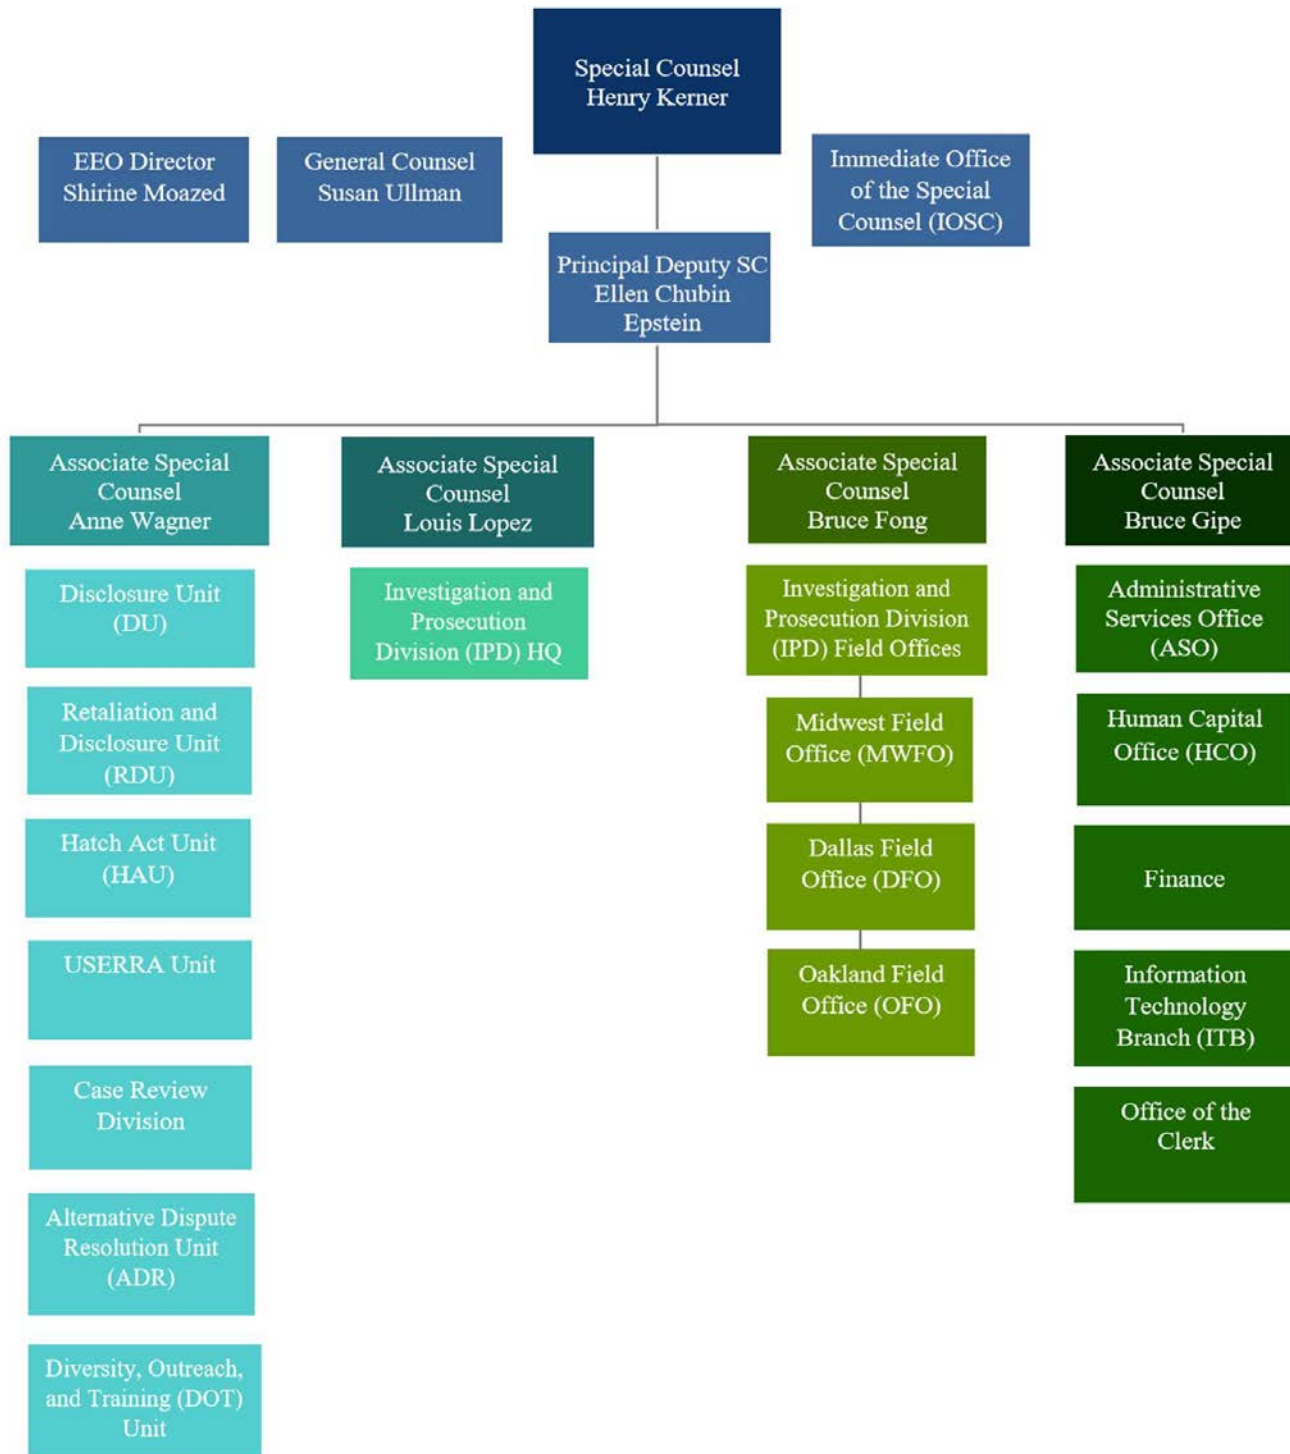 Special Counsel
Henry Kerner
EEO Director
Shirine Moazed
General Counsel
Susan Ullman
Immediate Office
of the Special
Counsel (IOSC)
Principal Deputy SC
Ellen Chubin
Epstein
Associate Special
Counsel
Anne Wagner
Disclosure Unit
(DU)
Retaliation and
Disclosure Unit
(RDU)
Hatch Act Unit
(HAU)
USERRA Unit
Case Review
Division
Alternative Dispute
Resolution Unit
(ADR)
Diversity, Outreach,
and Training (DOT)
Unit
Associate Special
Counsel
Louis Lopez
Investigation and
Prosecution
Division (IPD) HQ
Associate Special
Counsel
Bruce Fong
Investigation and
Prosecution Division
(IPD) Field Offices
Midwest Field
Office (MWFO)
Dallas Field
Office (DFO)
Oakland Field
Office (OFO)
Associate Special
Counsel
Bruce Gipe
Administrative
Services Office
(ASO)
Human Capital
Office (HCO)
Finance
Information
Technology
Branch (ITB)
Office of the
Clerk